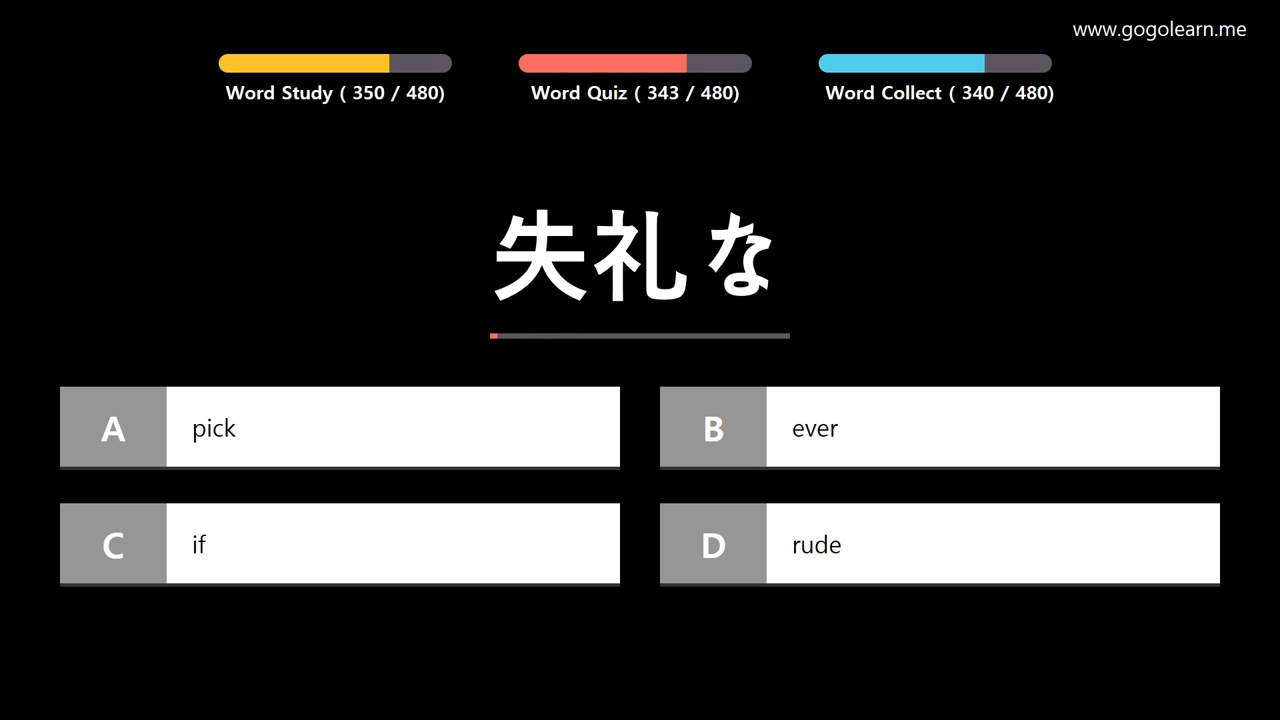 www.gogolearn.me
Word Study ( 350 / 480)
Word Quiz ( 343 / 480)
Word Collect ( 340 / 480)
失礼な
A pick
B ever
C if
D rude